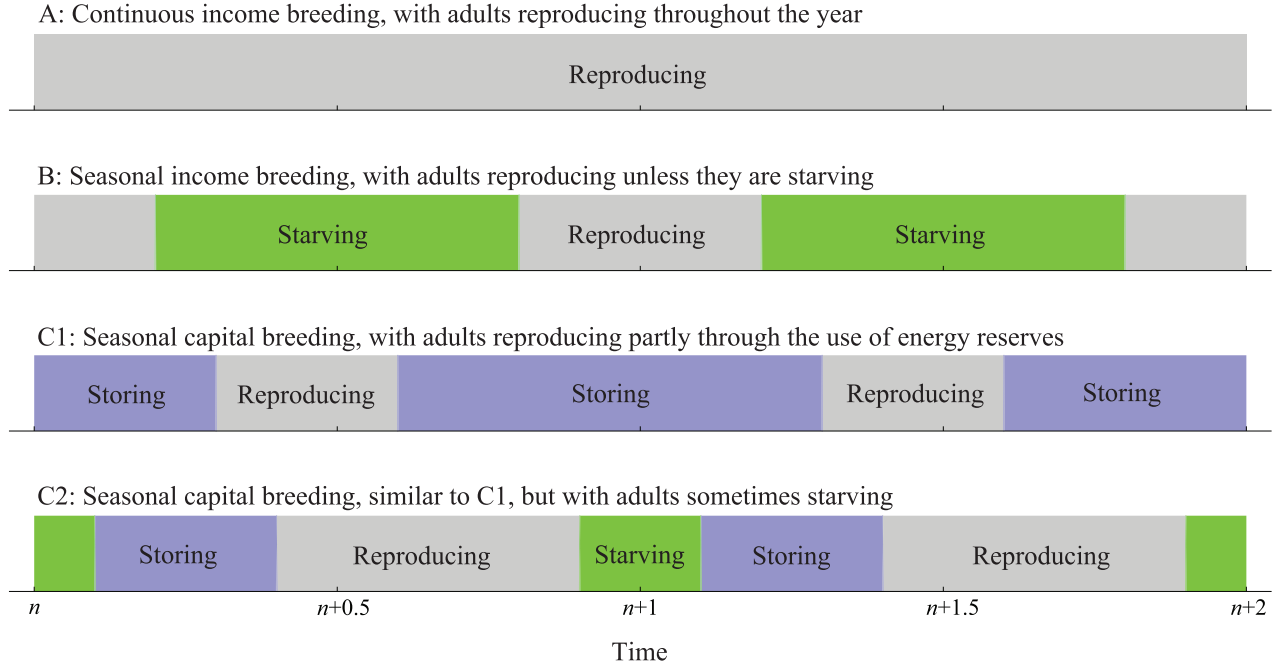 A: Continuous income breeding, with adults reproducing throughout the year
Reproducing
B: Seasonal income breeding, with adults reproducing unless they are starving
Starving Reproducing Starving
C1: Seasonal capital breeding, with adults reproducing partly through the use of energy reserves
Storing Reproducing Storing Reproducing Storing
C2: Seasonal capital breeding, similar to C1, but with adults sometimes starving
Storing Reproducing Starving Storing Reproducing
n n+0.5 n+1 n+1.5 n+2
Time